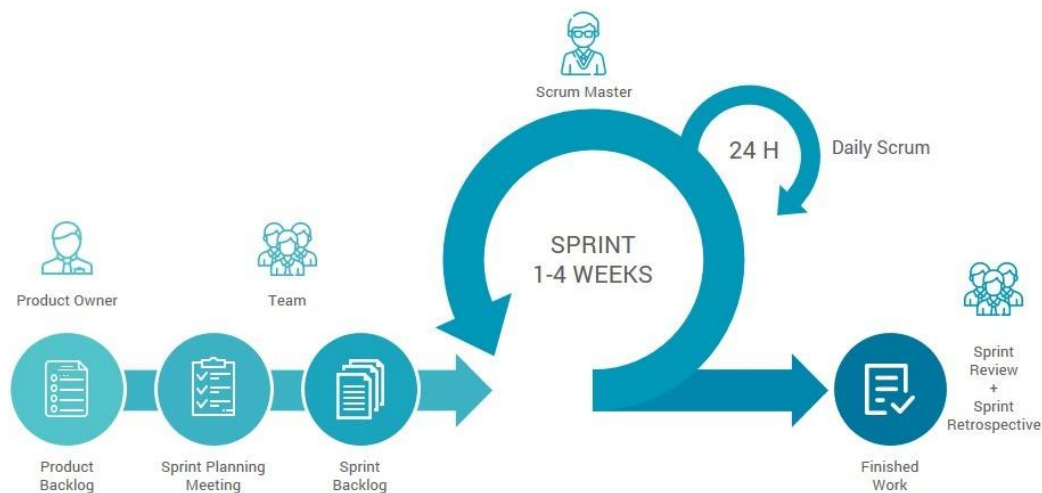 Scrum Master
24 H
Daily Scrum
SPRINT
1-4 WEEKS
Product Owner
Team
Sprint
Review
+
Sprint
Retrospective
Product
Backlog
Sprint Planning
Meeting
Sprint
Backlog
Finished
Work